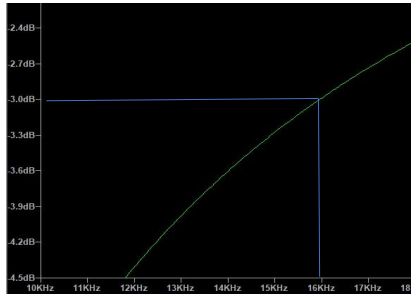 -2.4dB
-2.7dB
-3.0dB
-3.3dB
-3.6dB
-3.9dB
-4.2dB
-4.5dB
10KHz 11KHz 12KHz 13KHz 14KHz 15KHz 16KHz 17KHz 18